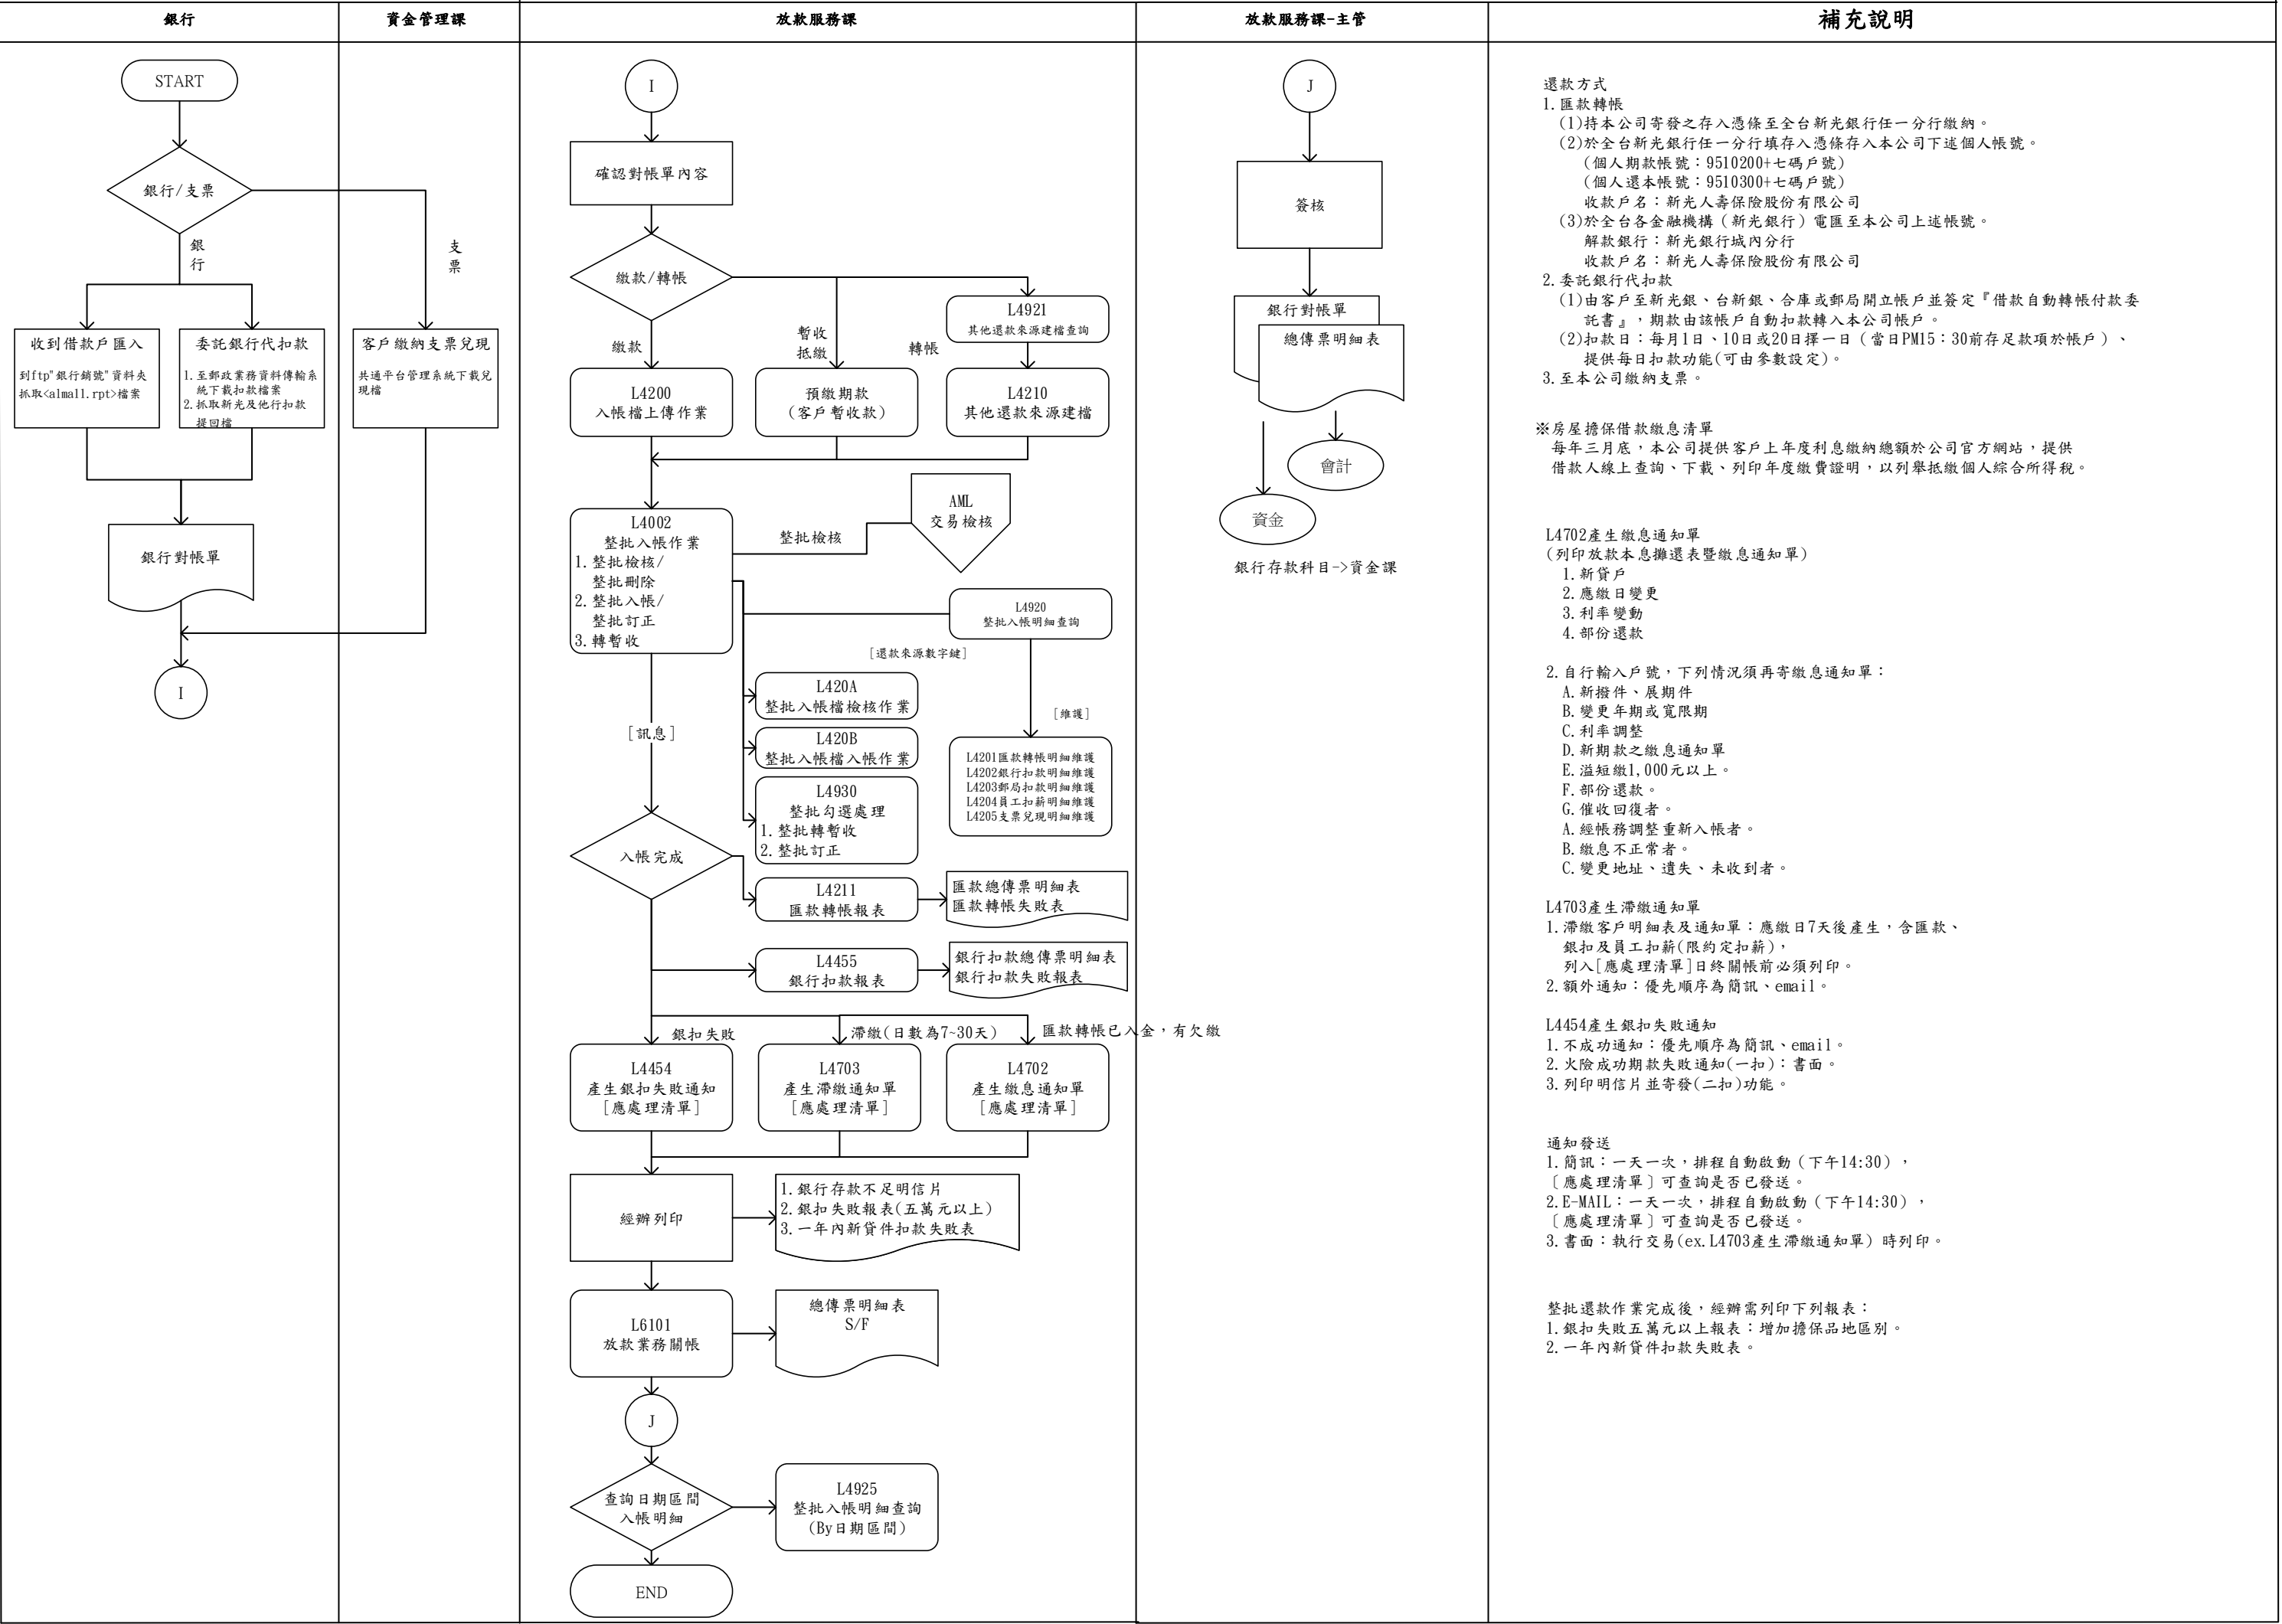 銀行
資金管理課
放款服務課
放款服務課-主管
補充說明
START
銀行/支票
銀
行
支
票
收到借款戶匯入
到ftp"銀行銷號"資料夾
抓取<almall.rpt>檔案
委託銀行代扣款
1.至郵政業務資料傳輸系
統下載扣款檔案
2.抓取新光及他行扣款
提回檔
客戶繳納支票兌現
共通平台管理系統下載兌
現檔
銀行對帳單
I
I
確認對帳單內容
繳款/轉帳
繳款
暫收
抵繳
轉帳
L4921
其他還款來源建檔查詢
L4200
入帳檔上傳作業
預繳期款
(客戶暫收款)
L4210
其他還款來源建檔
L4002
整批入帳作業
1.整批檢核/
整批刪除
2.整批入帳/
整批訂正
3.轉暫收
整批檢核
AML
交易檢核
L4920
整批入帳明細查詢
[還款來源數字鍵]
L420A
整批入帳檔檢核作業
[維護]
[訊息]
L420B
整批入帳檔入帳作業
L4201匯款轉帳明細維護
L4202銀行扣款明細維護
L4203郵局扣款明細維護
L4204員工扣薪明細維護
L4205支票兌現明細維護
L4930
整批勾選處理
1.整批轉暫收
2.整批訂正
入帳完成
L4211
匯款轉帳報表
匯款總傳票明細表
匯款轉帳失敗表
L4455
銀行扣款報表
銀行扣款總傳票明細表
銀行扣款失敗報表
銀扣失敗
滯繳(日數為7~30天)
匯款轉帳已入金，有欠繳
L4454
產生銀扣失敗通知
[應處理清單]
L4703
產生滯繳通知單
[應處理清單]
L4702
產生繳息通知單
[應處理清單]
經辦列印
1.銀行存款不足明信片
2.銀扣失敗報表(五萬元以上)
3.一年內新貸件扣款失敗表
L6101
放款業務關帳
總傳票明細表
S/F
J
查詢日期區間
入帳明細
L4925
整批入帳明細查詢
(By日期區間)
END
J
簽核
銀行對帳單
總傳票明細表
會計
資金
銀行存款科目->資金課
還款方式
1.匯款轉帳
(1)持本公司寄發之存入憑條至全台新光銀行任一分行繳納。
(2)於全台新光銀行任一分行填存入憑條存入本公司下述個人帳號。
(個人期款帳號：9510200+七碼戶號)
(個人還本帳號：9510300+七碼戶號)
收款戶名：新光人壽保險股份有限公司
(3)於全台各金融機構（新光銀行）電匯至本公司上述帳號。
解款銀行：新光銀行城內分行
收款戶名：新光人壽保險股份有限公司
2.委託銀行代扣款
(1)由客戶至新光銀、台新銀、合庫或郵局開立帳戶並簽定『借款自動轉帳付款委
託書』，期款由該帳戶自動扣款轉入本公司帳戶。
(2)扣款日：每月1日、10日或20日擇一日（當日PM15：30前存足款項於帳戶）、
提供每日扣款功能(可由參數設定)。
3.至本公司繳納支票。
※房屋擔保借款繳息清單
每年三月底，本公司提供客戶上年度利息繳納總額於公司官方網站，提供
借款人線上查詢、下載、列印年度繳費證明，以列舉抵繳個人綜合所得稅。
L4702產生繳息通知單
(列印放款本息攤還表暨繳息通知單)
1.新貸戶
2.應繳日變更
3.利率變動
4.部份還款
2.自行輸入戶號，下列情況須再寄繳息通知單：
A.新撥件、展期件
B.變更年期或寬限期
C.利率調整
D.新期款之繳息通知單
E.溢短繳1,000元以上。
F.部份還款。
G.催收回復者。
A.經帳務調整重新入帳者。
B.繳息不正常者。
C.變更地址、遺失、未收到者。
L4703產生滯繳通知單
1.滯繳客戶明細表及通知單：應繳日7天後產生，含匯款、
銀扣及員工扣薪(限約定扣薪)，
列入[應處理清單]日終關帳前必須列印。
2.額外通知：優先順序為簡訊、email。
L4454產生銀扣失敗通知
1.不成功通知：優先順序為簡訊、email。
2.火險成功期款失敗通知(一扣)：書面。
3.列印明信片並寄發(二扣)功能。
通知發送
1.簡訊：一天一次，排程自動啟動（下午14:30），
〔應處理清單〕可查詢是否已發送。
2.E-MAIL：一天一次，排程自動啟動（下午14:30），
〔應處理清單〕可查詢是否已發送。
3.書面：執行交易(ex.L4703產生滯繳通知單）時列印。
整批還款作業完成後，經辦需列印下列報表：
1.銀扣失敗五萬元以上報表：增加擔保品地區別。
2.一年內新貸件扣款失敗表。